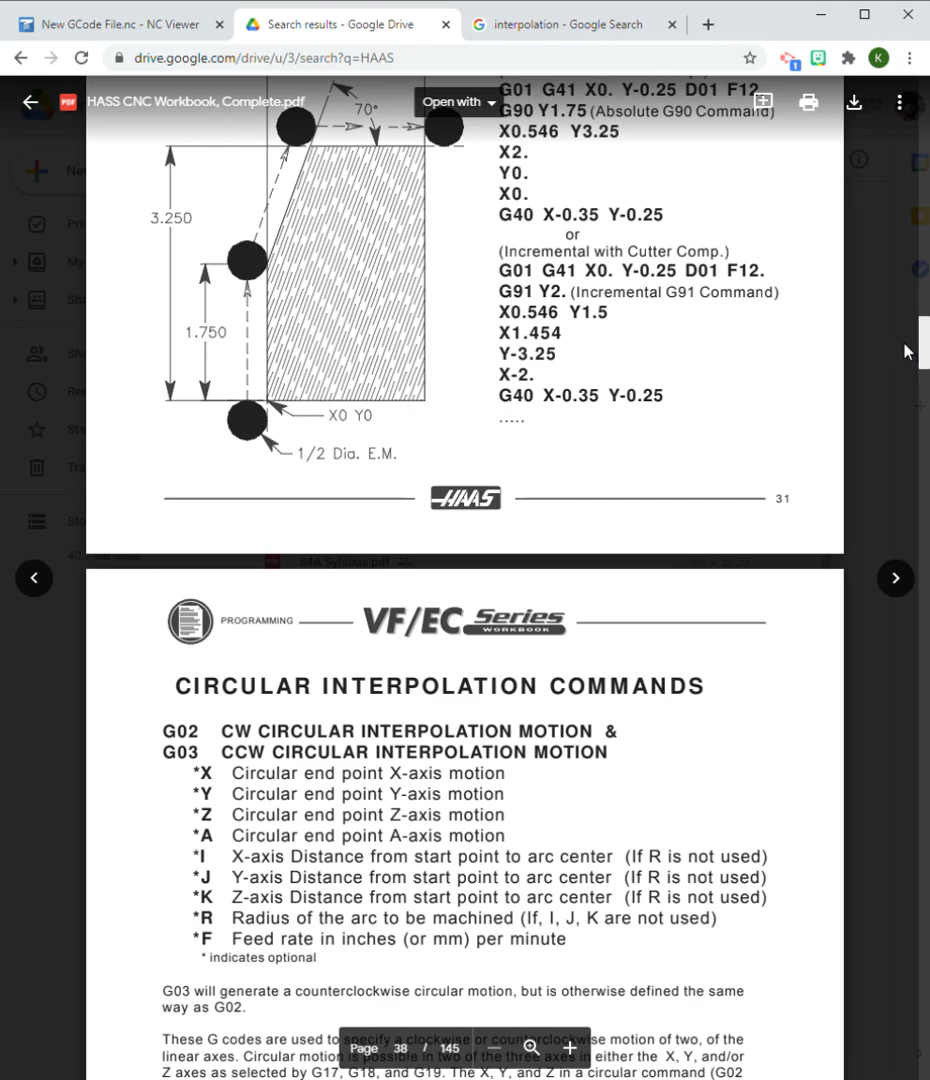 New GCode File.nc - NC Viewer
Search results - Google Drive
interpolation - Google Search
drive.google.com/drive/u/3/search?q=HAAS
K
PDF
HASS CNC Workbook, Complete.pdf
Open with
G01 G41 X0. Y-0.25 D01 F12.
G90 Y1.75 (Absolute G90 Command)
X0.546 Y3.25
X2.
Y0.
X0.
G40 X-0.35 Y-0.25
or
(Incremental with Cutter Comp.)
G01 G41 X0. Y-0.25 D01 F12.
G91 Y2. (Incremental G91 Command)
X0.546 Y1.5
X1.454
Y-3.25
X-2.
G40 X-0.35 Y-0.25
.....
70°
3.250
1.750
X0 Y0
1/2 Dia. E.M.
HAAS
31
84A Sylabus.pdf
PROGRAMMING
VF/EC Series
WORKBOOK
CIRCULAR INTERPOLATION COMMANDS
G02 CW CIRCULAR INTERPOLATION MOTION &
G03 CCW CIRCULAR INTERPOLATION MOTION
*X Circular end point X-axis motion
*Y Circular end point Y-axis motion
*Z Circular end point Z-axis motion
*A Circular end point A-axis motion
*I X-axis Distance from start point to arc center (If R is not used)
*J Y-axis Distance from start point to arc center (If R is not used)
*K Z-axis Distance from start point to arc center (If R is not used)
*R Radius of the arc to be machined (If, I, J, K are not used)
*F Feed rate in inches (or mm) per minute
* indicates optional
G03 will generate a counterclockwise circular motion, but is otherwise defined the same
way as G02.
These G codes are used to specify a clockwise or counterclockwise motion of two, of the
linear axes. Circular motion is possible in two of the three axes in either the X, Y, and/or
Z axes as selected by G17, G18, and G19. The X, Y, and Z in a circular command (G02
Page 38 / 145